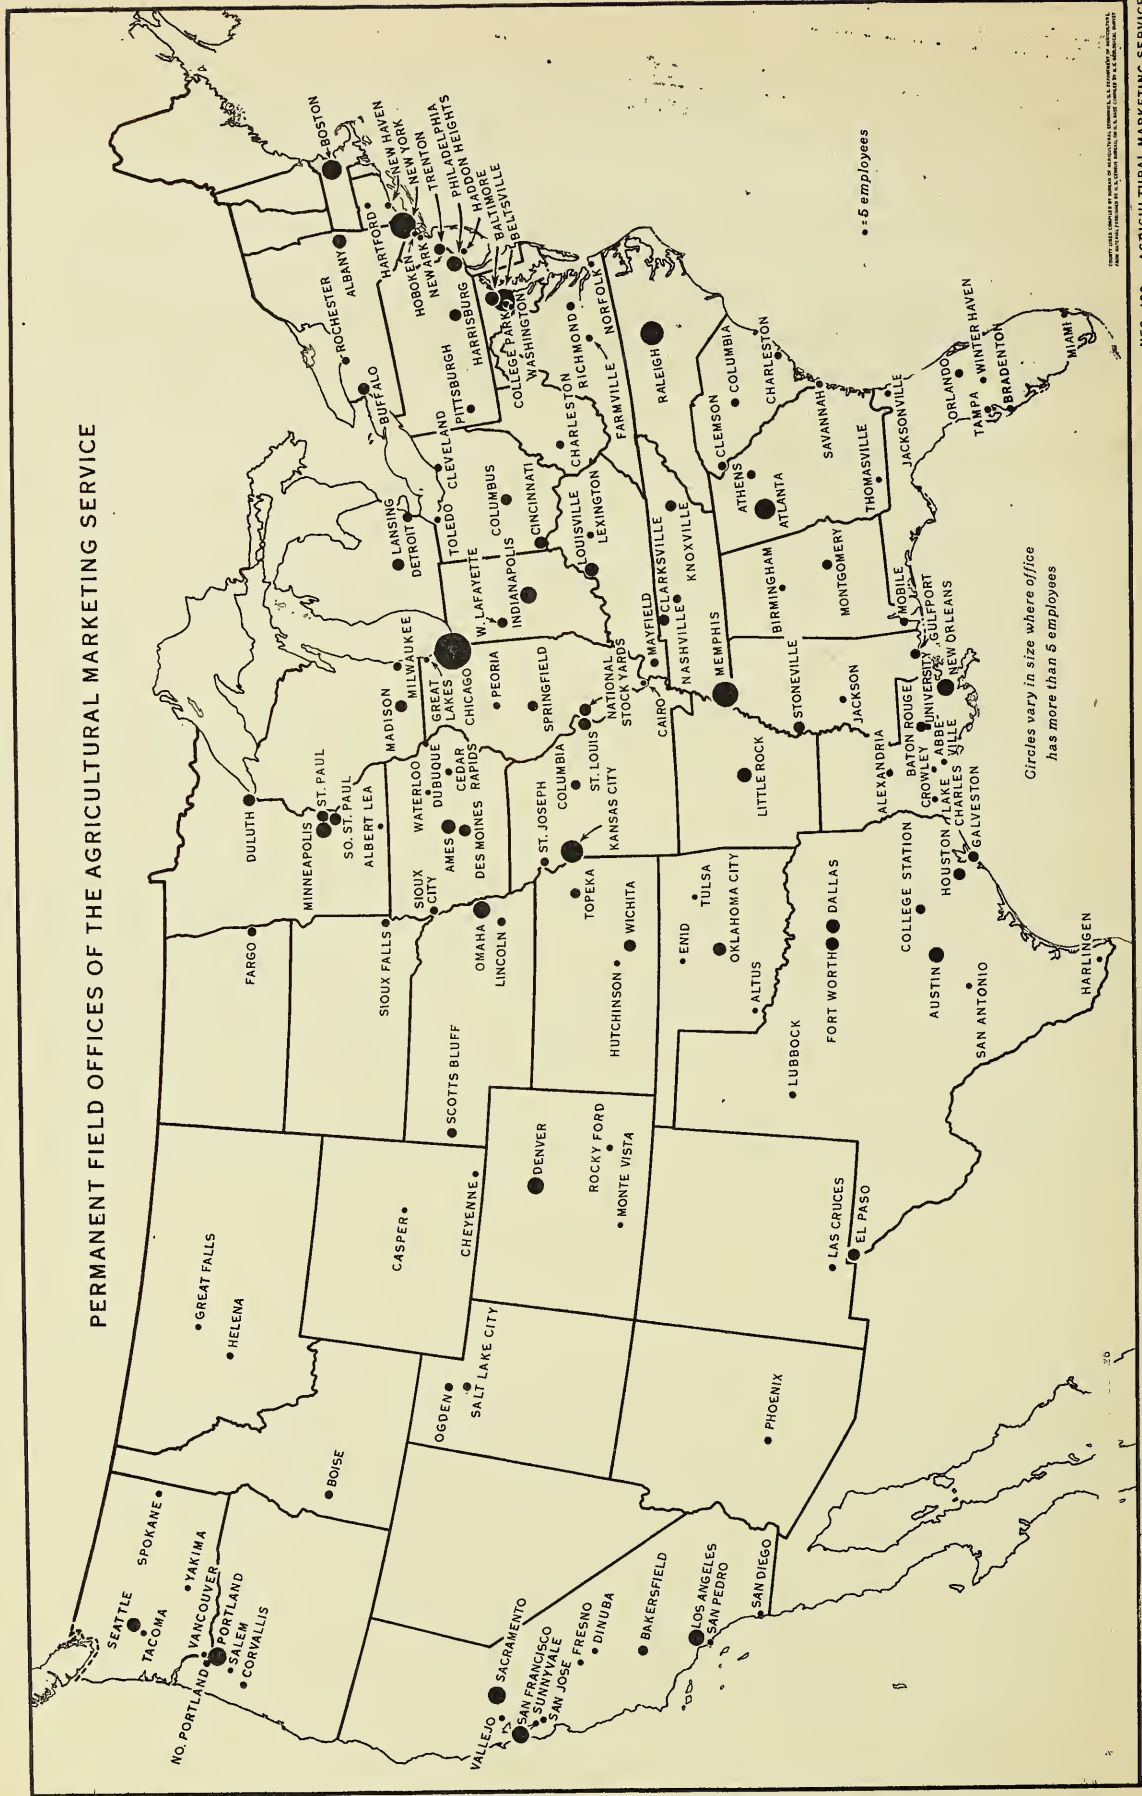 PERMANENT FIELD OFFICES OF THE AGRICULTURAL MARKETING SERVICE
SEATTLE
TACOMA
SPOKANE
YAKIMA
VANCOUVER
NO. PORTLAND
PORTLAND
SALEM
CORVALLIS
BOISE
GREAT FALLS
HELENA
CASPER
CHEYENNE
OGDEN
SALT LAKE CITY
VALLEJO
SACRAMENTO
SAN FRANCISCO
SUNNYVALE
SAN JOSE
FRESNO
DINUBA
BAKERSFIELD
LOS ANGELES
SAN PEDRO
SAN DIEGO
PHOENIX
LAS CRUCES
EL PASO
DENVER
ROCKY FORD
MONTE VISTA
SCOTTS BLUFF
FARGO
SIOUX FALLS
OMAHA
LINCOLN
TOPEKA
HUTCHINSON
WICHITA
ENID
TULSA
OKLAHOMA CITY
ALTUS
LUBBOCK
FORT WORTH
DALLAS
COLLEGE STATION
AUSTIN
HOUSTON
GALVESTON
SAN ANTONIO
HARLINGEN
DULUTH
MINNEAPOLIS
ST. PAUL
SO. ST. PAUL
ALBERT LEA
SIOUX
CITY
WATERLOO
DUBUQUE
AMES
CEDAR
RAPIDS
DES MOINES
ST. JOSEPH
COLUMBIA
ST. LOUIS
KANSAS CITY
LITTLE ROCK
ALEXANDRIA
BATON ROUGE
UNIVERSITY
CROWLEY
ABBE
VILLE
LAKE
CHARLES
NEW ORLEANS
MADISON
MILWAUKEE
GREAT
LAKES
CHICAGO
PEORIA
SPRINGFIELD
NATIONAL
STOCK YARDS
CAIRO
W. LAFAYETTE
INDIANAPOLIS
LANSING
DETROIT
TOLEDO
CLEVELAND
COLUMBUS
CINCINNATI
LOUISVILLE
LEXINGTON
MAYFIELD
CLARKSVILLE
NASHVILLE
KNOXVILLE
MEMPHIS
STONEVILLE
JACKSON
BIRMINGHAM
MONTGOMERY
MOBILE
GULFPORT
ATHENS
ATLANTA
THOMASVILLE
SAVANNAH
JACKSONVILLE
ORLANDO
TAMPA
WINTER HAVEN
BRADENTON
MIAMI
CLEMSON
COLUMBIA
CHARLESTON
RALEIGH
FARMVILLE
NORFOLK
RICHMOND
CHARLESTON
COLLEGE PARK
WASHINGTON
PITTSBURGH
HARRISBURG
BUFFALO
ROCHESTER
ALBANY
HARTFORD
HOBOKEN
NEWARK
BOSTON
NEW HAVEN
NEW YORK
TRENTON
PHILADELPHIA
HADDON HEIGHTS
BALTIMORE
BELTSVILLE
• = 5 employees
Circles vary in size where office
has more than 5 employees
AGRICULTURAL MARKETING SERVICE